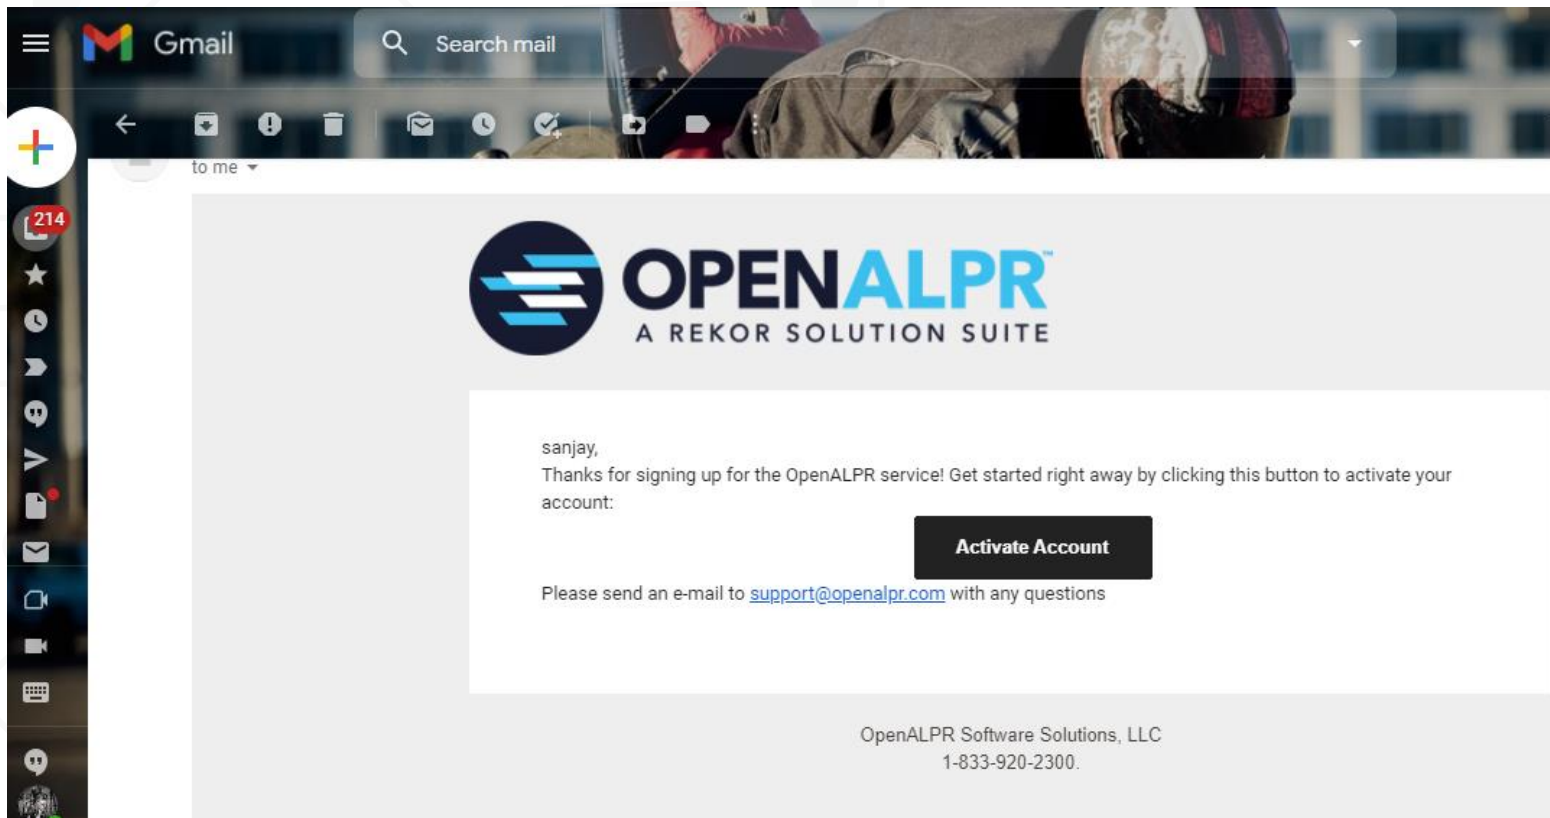 Gmail
Search mail
to me
214
OPENALPR™
A REKOR SOLUTION SUITE
sanjay,
Thanks for signing up for the OpenALPR service! Get started right away by clicking this button to activate your
account:
Activate Account
Please send an e-mail to support@openalpr.com with any questions
OpenALPR Software Solutions, LLC
1-833-920-2300.